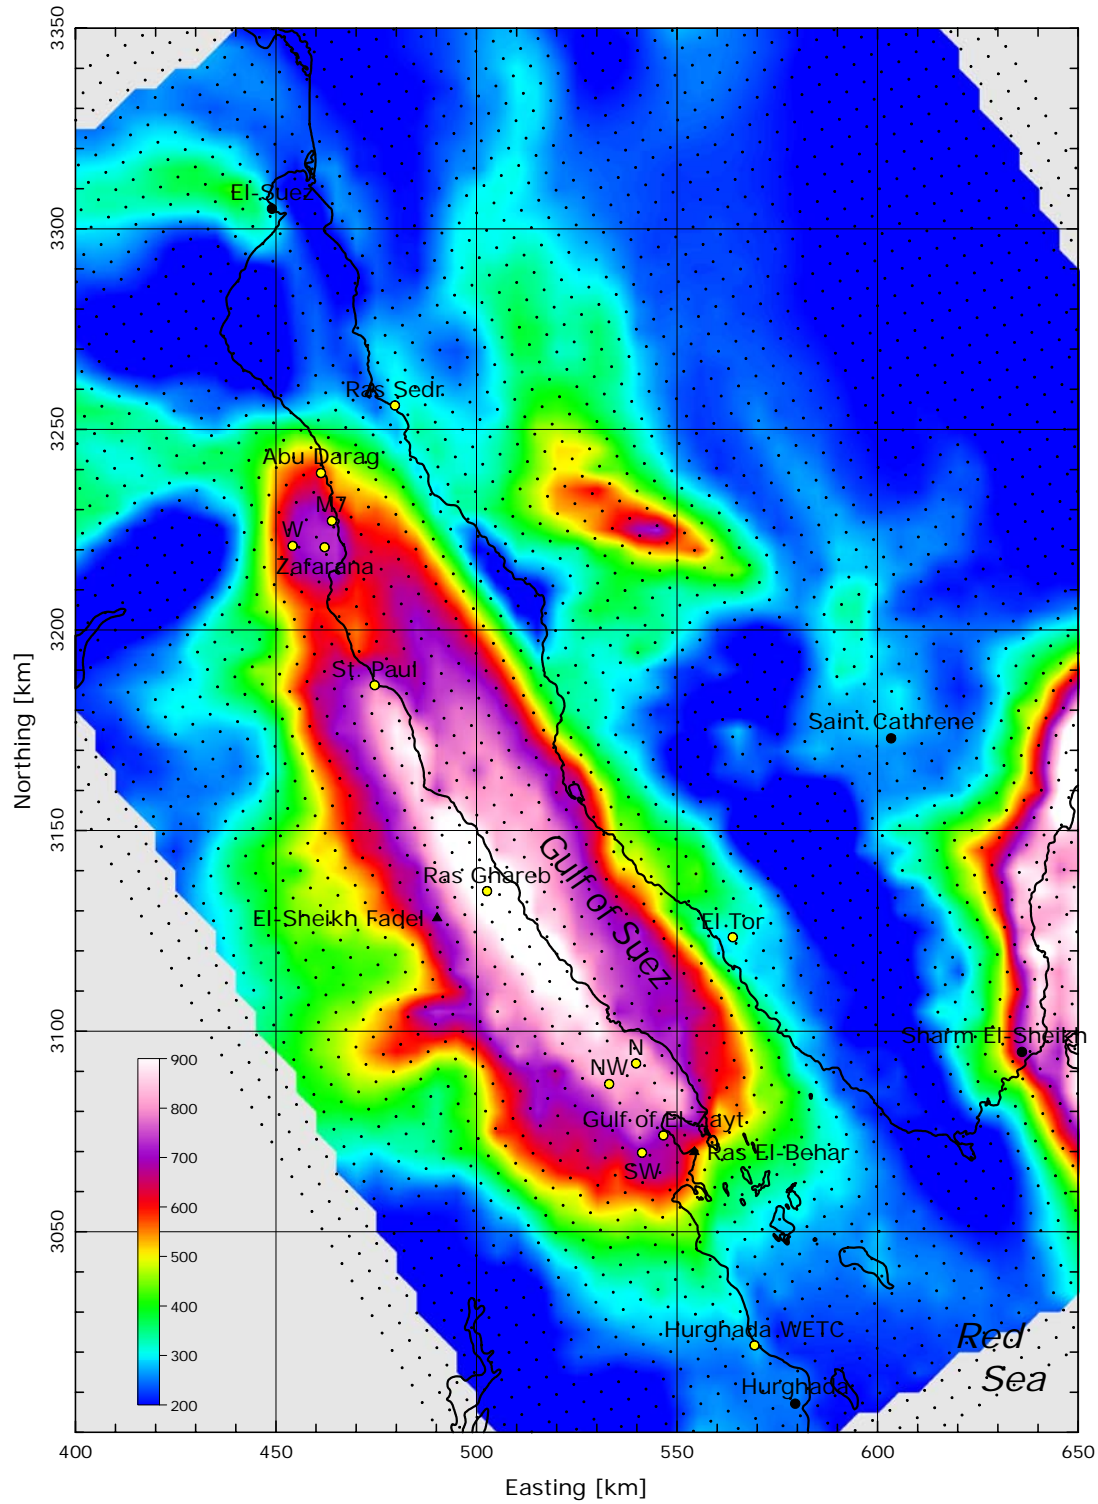 3350
El-Suez
3300
Ras Sedr
3250
Abu Darag
M7
W
Zafarana
3200
St. Paul
Saint Cathrene
Northing [km]
3150
Gulf of Suez
Ras Ghareb
El-Sheikh Fadel
El Tor
3100
Sharm El-Sheikh
N
NW
900
800
700
600
500
400
300
200
Gulf of El-Zayt
Ras El-Behar
SW
3050
Hurghada WETC
Red
Sea
Hurghada
400
450
500
550
600
650
Easting [km]